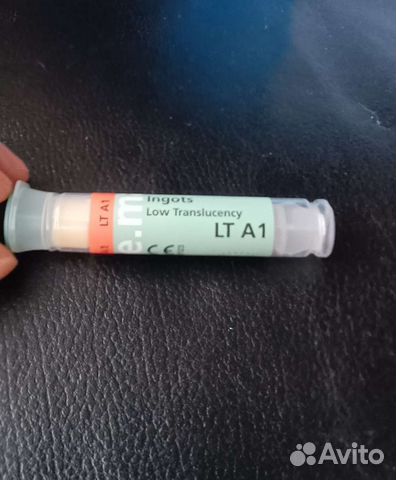 Ingots
Low Translucency
LT A1
LT A1
e.m
CE
Avito